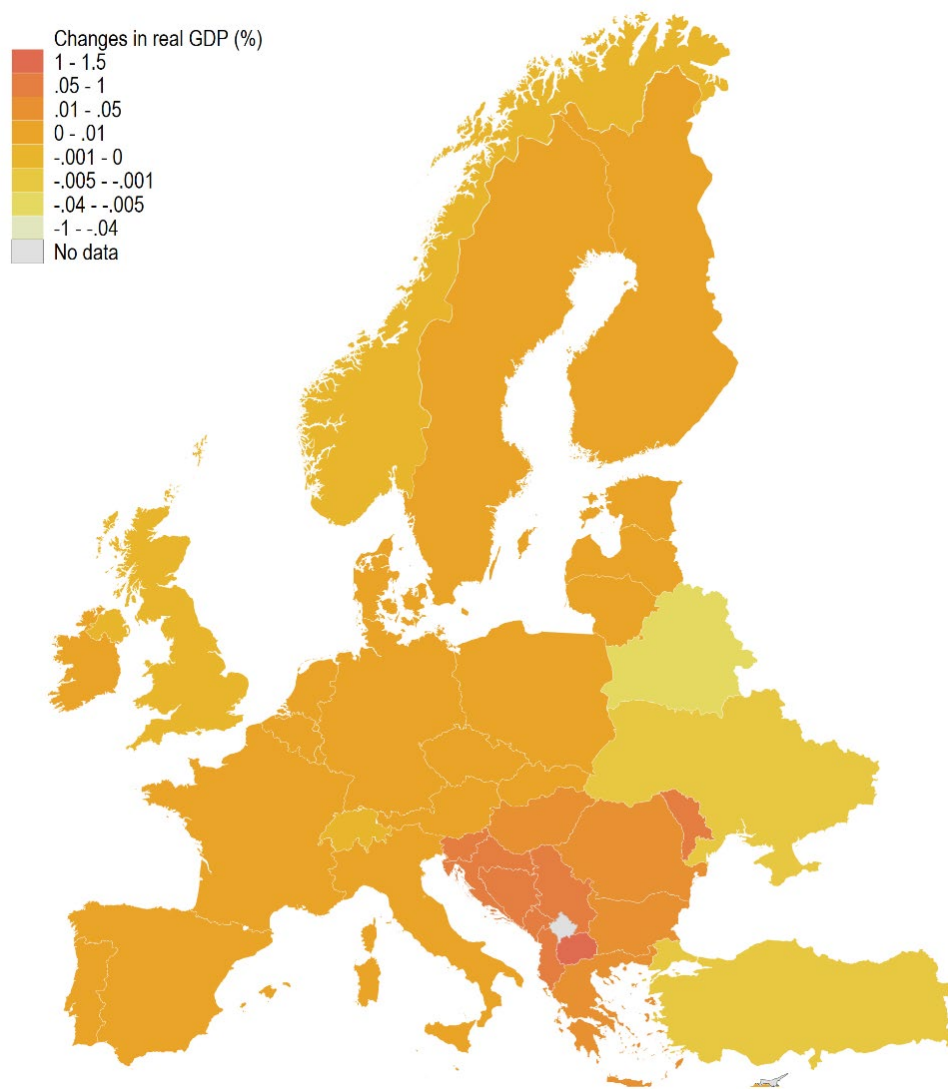 Changes in real GDP (%)
1 - 1.5
.05 - 1
.01 - .05
0 - .01
-.001 - 0
-.005 - -.001
-.04 - -.005
-1 - -.04
No data